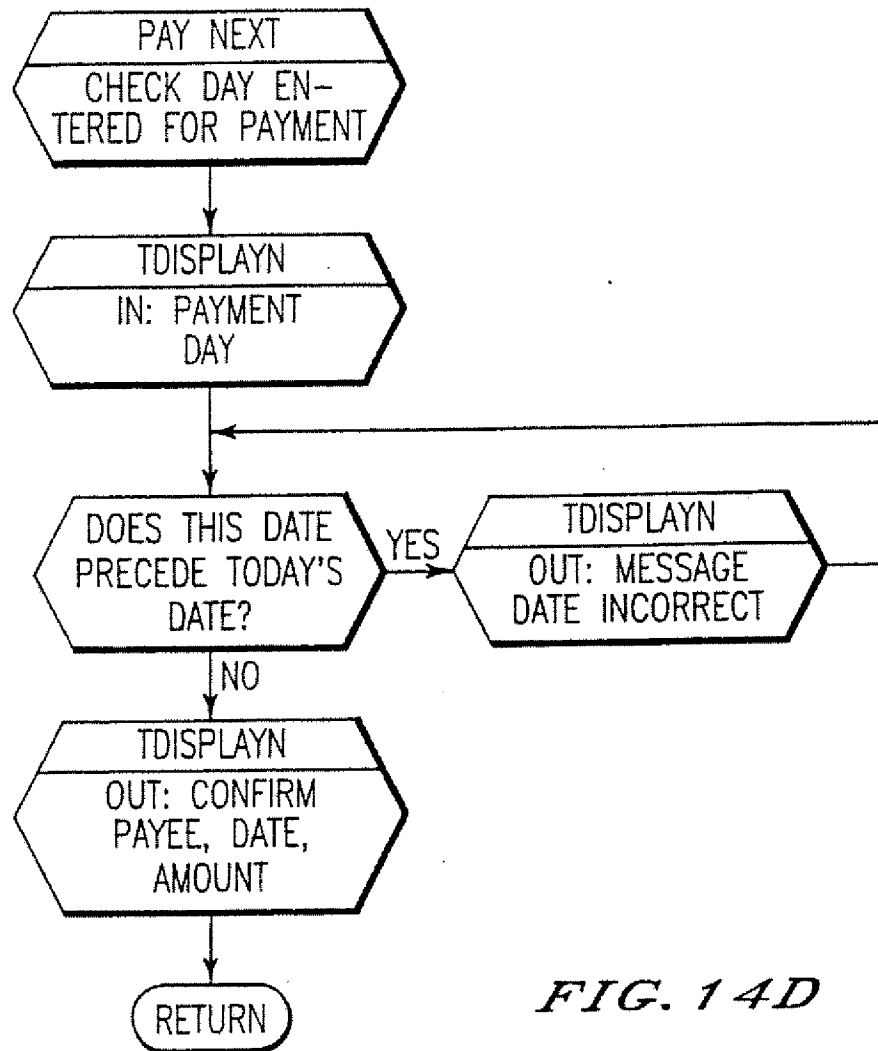 PAY NEXT
CHECK DAY EN-
TERED FOR PAYMENT
TDISPLAYN
IN: PAYMENT
DAY
DOES THIS DATE
PRECEDE TODAY'S
DATE?
YES
TDISPLAYN
OUT: MESSAGE
DATE INCORRECT
NO
TDISPLAYN
OUT: CONFIRM
PAYEE, DATE,
AMOUNT
RETURN
FIG. 14D